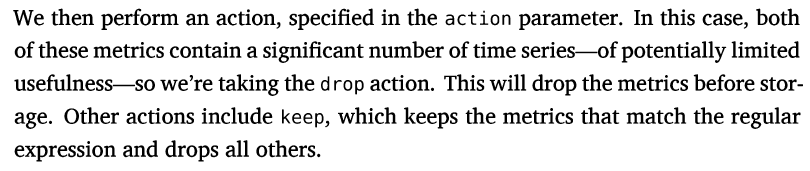 We then perform an action, specified in the action parameter. In this case, both
of these metrics contain a significant number of time series—of potentially limited
usefulness—so we're taking the drop action. This will drop the metrics before stor-
age. Other actions include keep, which keeps the metrics that match the regular
expression and drops all others.